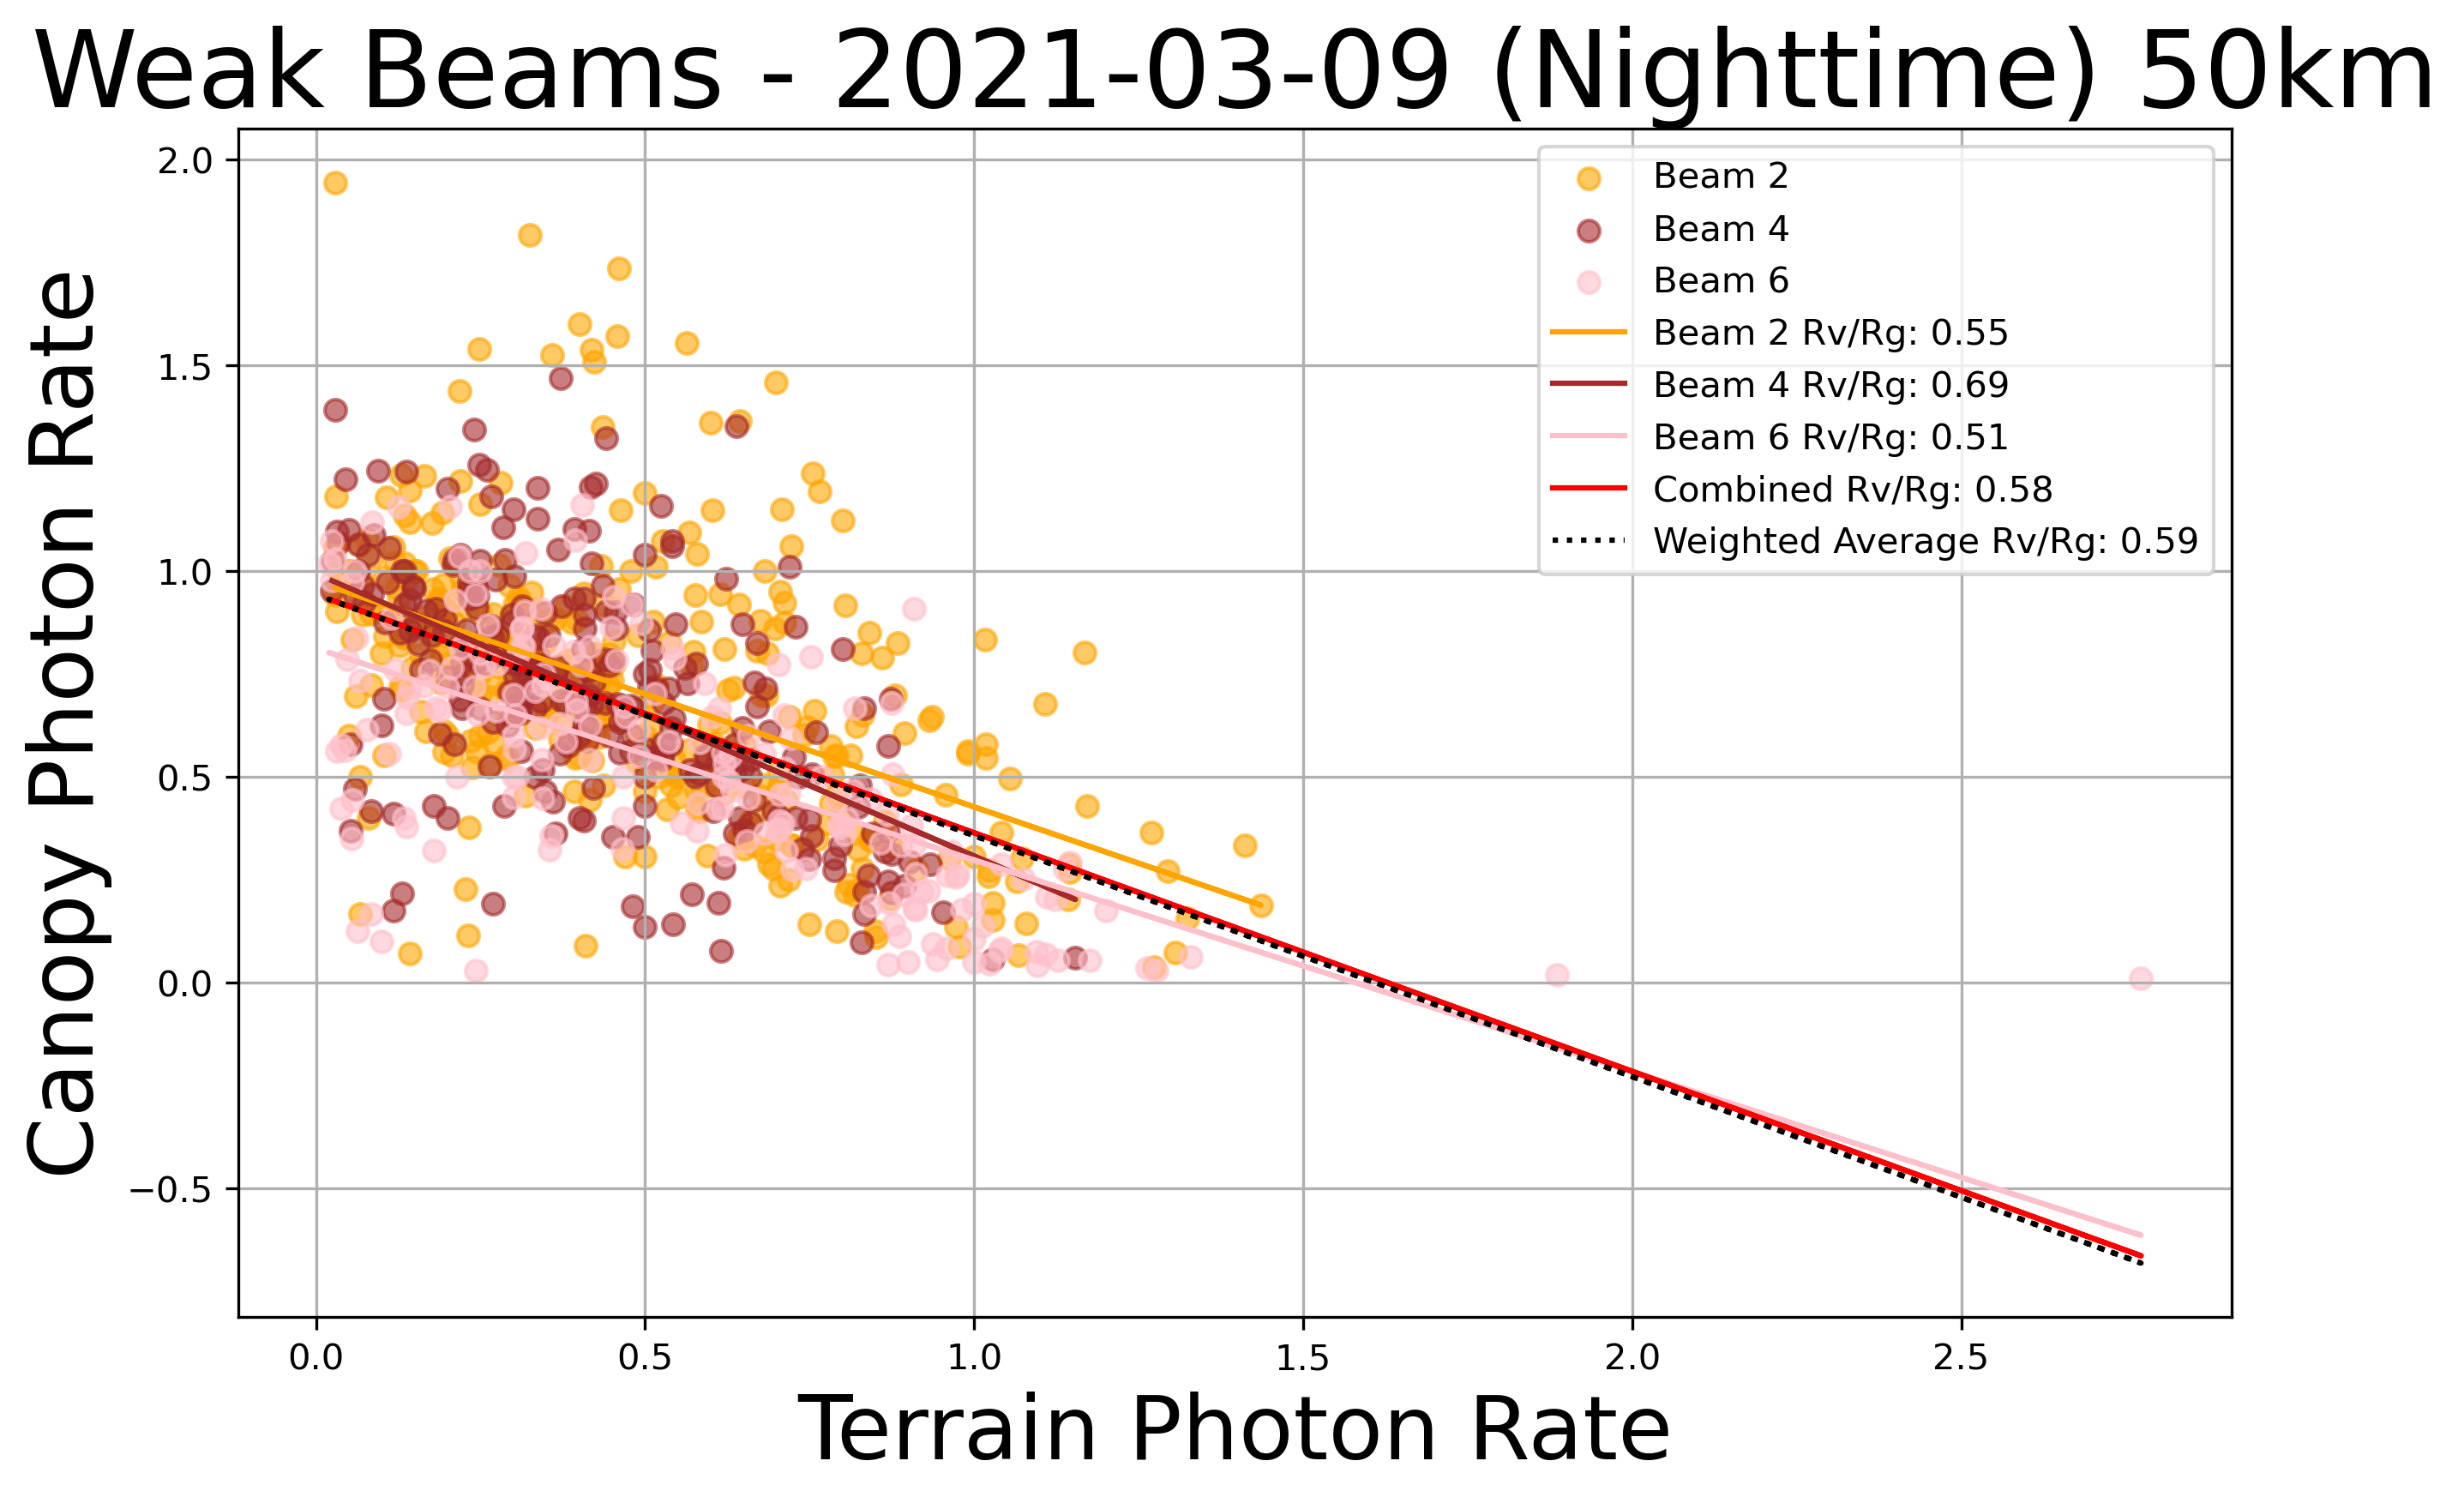 Weak Beams - 2021-03-09 (Nighttime) 50km
Canopy Photon Rate
2.0
1.5
1.0
0.5
0.0
−0.5
Beam 2
Beam 4
Beam 6
Beam 2 Rv/Rg: 0.55
Beam 4 Rv/Rg: 0.69
Beam 6 Rv/Rg: 0.51
Combined Rv/Rg: 0.58
Weighted Average Rv/Rg: 0.59
0.0 0.5 1.0 1.5 2.0 2.5
Terrain Photon Rate